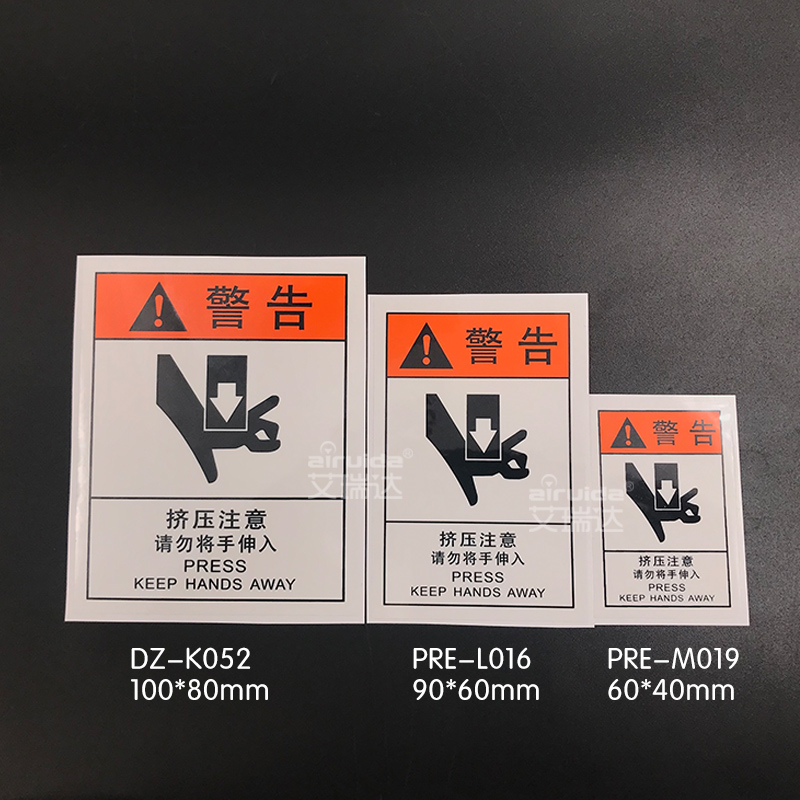 警告
挤压注意
请勿将手伸入
PRESS
KEEP HANDS AWAY
警告
挤压注意
请勿将手伸入
PRESS
KEEP HANDS AWAY
警告
挤压注意
请勿将手伸入
PRESS
KEEP HANDS AWAY
airuida®
艾瑞达
airuida®
艾瑞达
DZ-K052
100*80mm
PRE-L016
90*60mm
PRE-M019
60*40mm